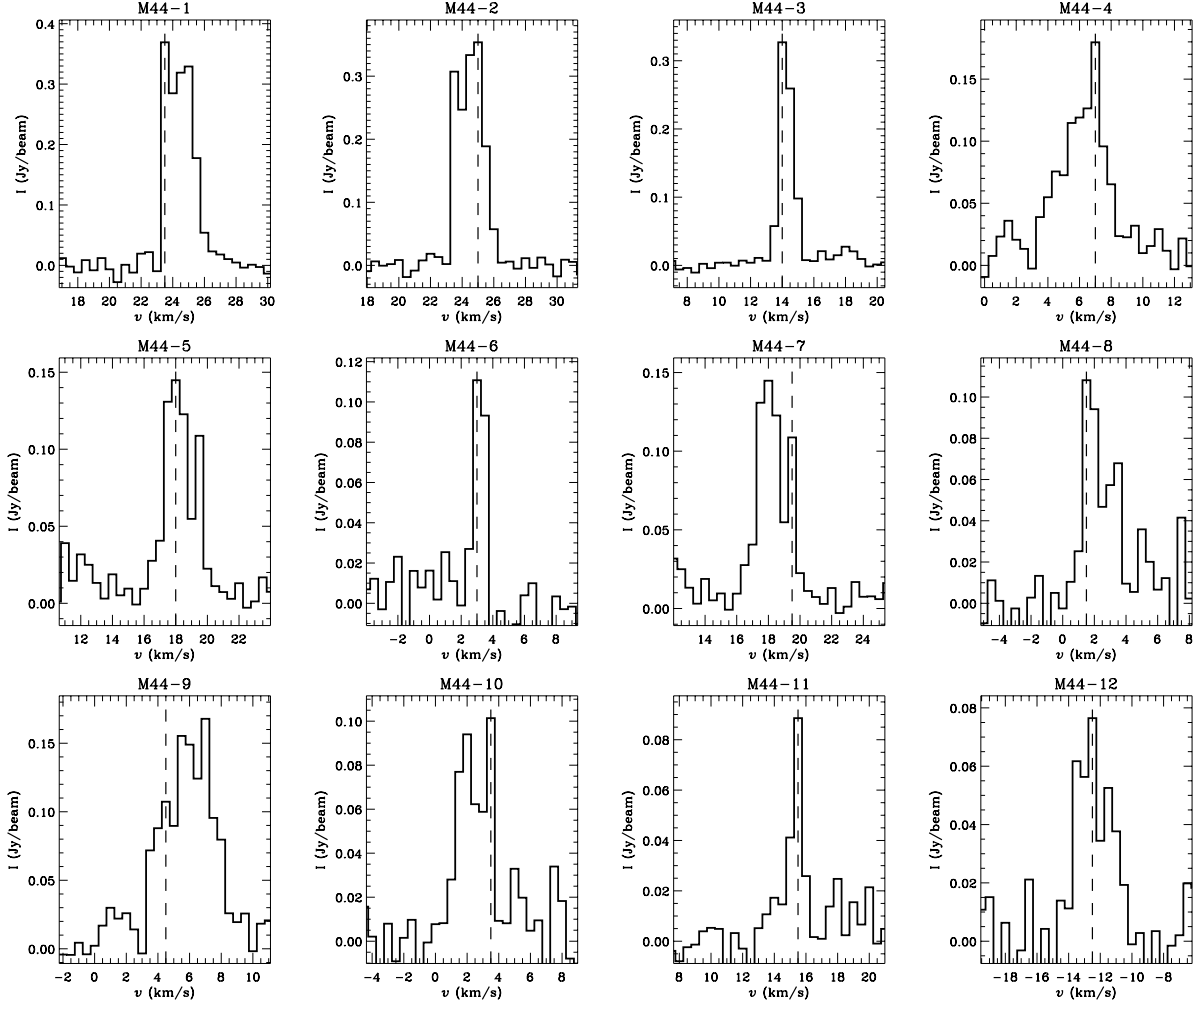 M44-1 M44-2 M44-3 M44-4
0.4
0.3
0.2
0.1
0.0
I (Jy/beam)
18 20 22 24 26 28 30
v (km/s)
0.3
0.2
0.1
0.0
I (Jy/beam)
18 20 22 24 26 28 30
v (km/s)
0.3
0.2
0.1
0.0
I (Jy/beam)
8 10 12 14 16 18 20
v (km/s)
0.15
0.10
0.05
0.00
I (Jy/beam)
0 2 4 6 8 10 12
v (km/s)
M44-5 M44-6 M44-7 M44-8
0.15
0.10
0.05
0.00
I (Jy/beam)
12 14 16 18 20 22
v (km/s)
0.12
0.10
0.08
0.06
0.04
0.02
0.00
I (Jy/beam)
-2 0 2 4 6 8
v (km/s)
0.15
0.10
0.05
0.00
I (Jy/beam)
14 16 18 20 22 24
v (km/s)
0.10
0.08
0.06
0.04
0.02
0.00
I (Jy/beam)
-4 -2 0 2 4 6 8
v (km/s)
M44-9 M44-10 M44-11 M44-12
0.15
0.10
0.05
0.00
I (Jy/beam)
-2 0 2 4 6 8 10
v (km/s)
0.10
0.08
0.06
0.04
0.02
0.00
I (Jy/beam)
-4 -2 0 2 4 6 8
v (km/s)
0.08
0.06
0.04
0.02
0.00
I (Jy/beam)
8 10 12 14 16 18 20
v (km/s)
0.08
0.06
0.04
0.02
0.00
I (Jy/beam)
-18 -16 -14 -12 -10 -8
v (km/s)